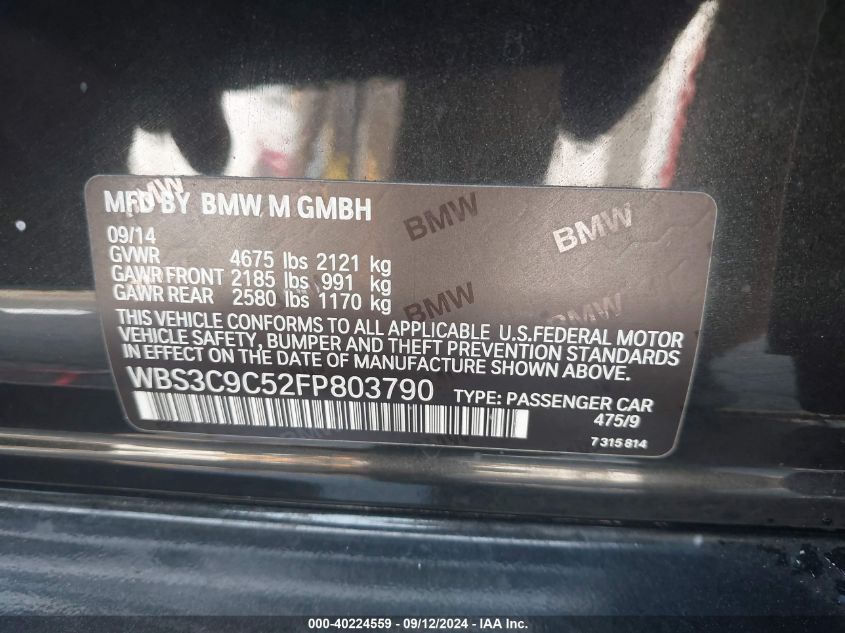 MFD BY BMW M GMBH
BMW
BMW
BMW
09/14
GVWR 4675 lbs 2121 kg
GAWR FRONT 2185 lbs 991 kg
GAWR REAR 2580 lbs 1170 kg
BMW
BMW
THIS VEHICLE CONFORMS TO ALL APPLICABLE U.S.FEDERAL MOTOR
VEHICLE SAFETY, BUMPER AND THEFT PREVENTION STANDARDS
IN EFFECT ON THE DATE OF MANUFACTURE SHOWN ABOVE.
WBS3C9C52FP803790 TYPE: PASSENGER CAR
475/9
7 315 814
000-40224559 - 09/12/2024 - IAA Inc.